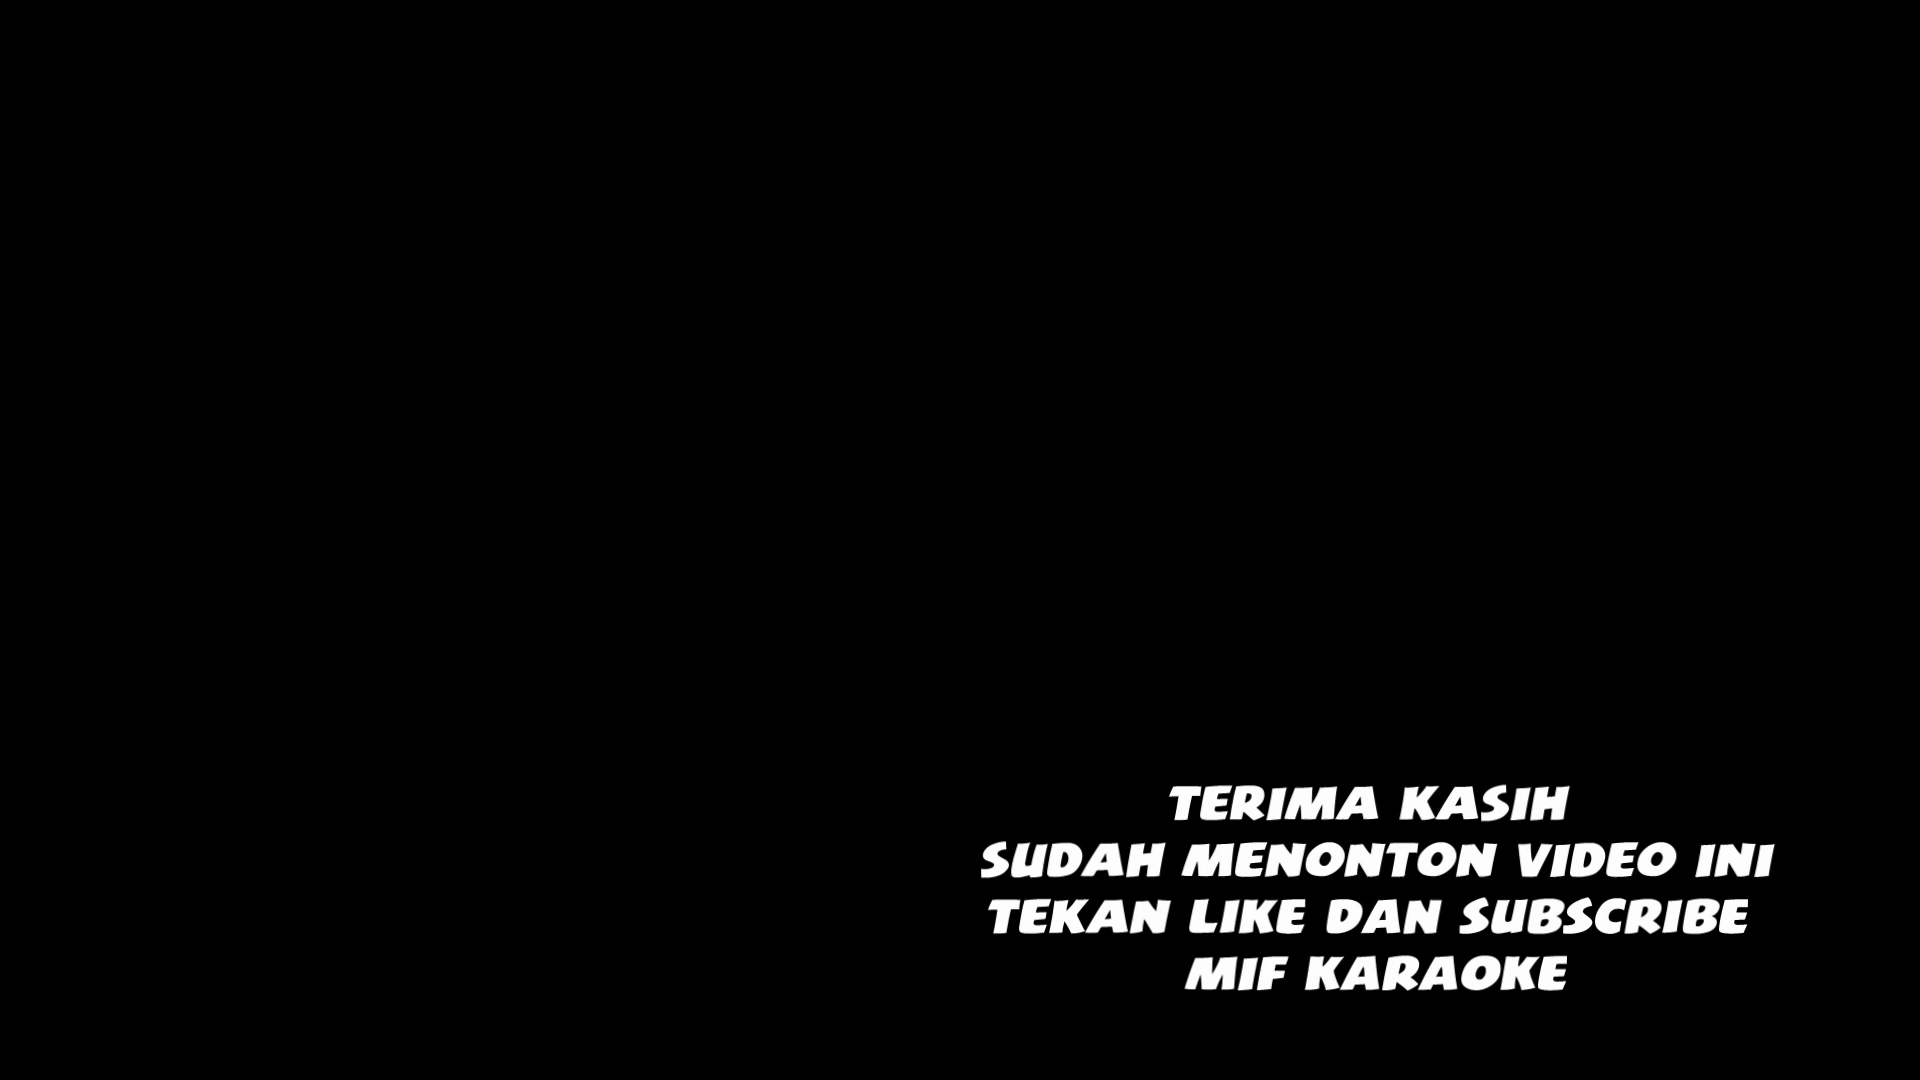 TERIMA KASIH
SUDAH MENONTON VIDEO INI
TEKAN LIKE DAN SUBSCRIBE
MIF KARAOKE